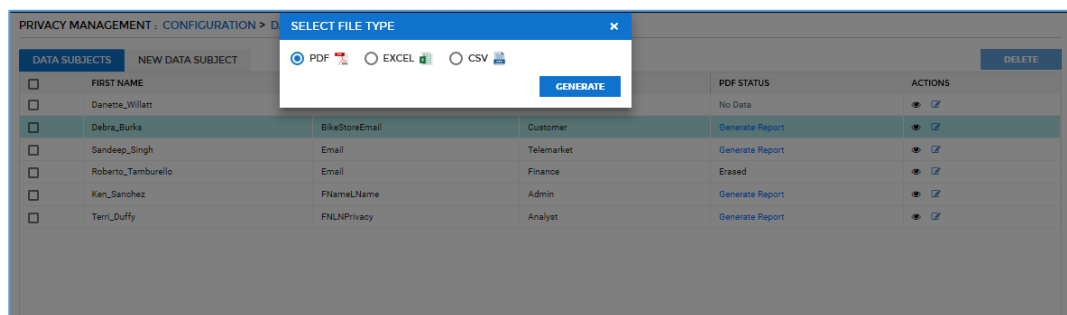 PRIVACY MANAGEMENT : CONFIGURATION > D
SELECT FILE TYPE ×
DATA SUBJECTS NEW DATA SUBJECT DELETE
PDF EXCEL CSV
GENERATE
FIRST NAME PDF STATUS ACTIONS
Danette_Willatt No Data
Debra_Burks BikeStoreEmail Customer Generate Report
Sandeep_Singh Email Telemarket Generate Report
Roberto_Tamburello Email Finance Erased
Ken_Sanchez FNameLName Admin Generate Report
Terri_Duffy FNLNPrivacy Analyst Generate Report